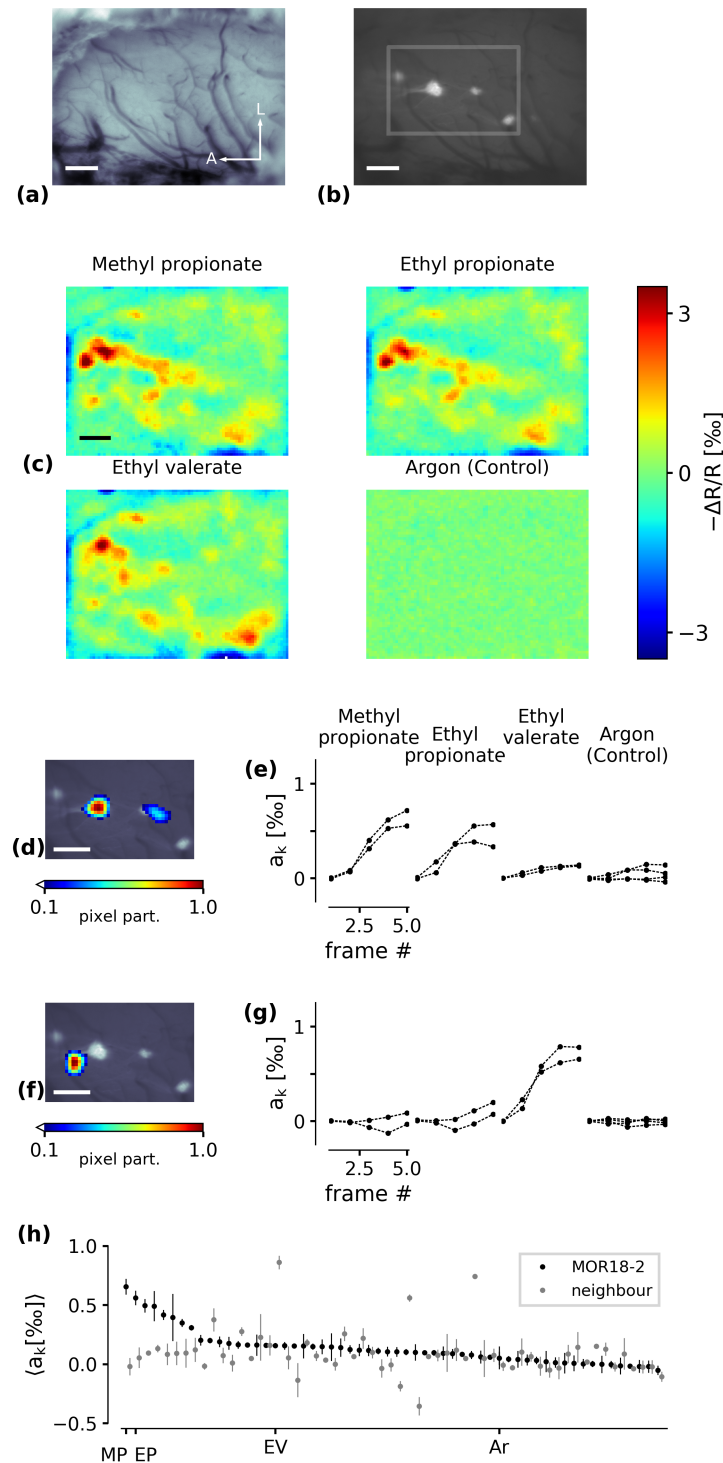 L
A
(a)
(b)
Methyl propionate
Ethyl propionate
3
0
−3
−ΔR/R [‰]
(c)
Ethyl valerate
Argon (Control)
(d)
0.1
1.0
pixel part.
(e)
Methyl
propionate
Ethyl
propionate
Ethyl
valerate
Argon
(Control)
1
0
aₖ [‰]
2.5
5.0
frame #
(f)
0.1
1.0
pixel part.
(g)
1
0
aₖ [‰]
2.5
5.0
frame #
(h)
1.0
0.5
0.0
−0.5
⟨aₖ[‰]⟩
MOR18-2
neighbour
MP EP
EV
Ar